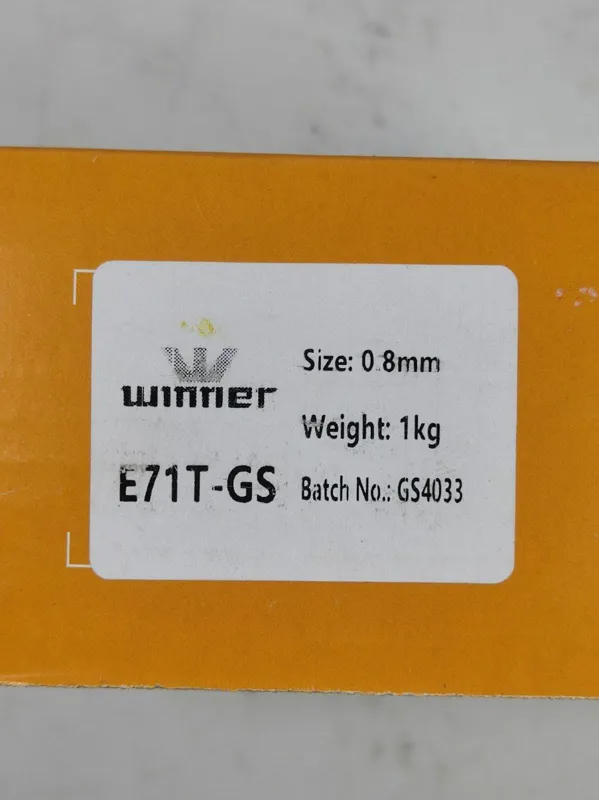 winner
E71T-GS
Size: 0.8mm
Weight: 1kg
Batch No.: GS4033